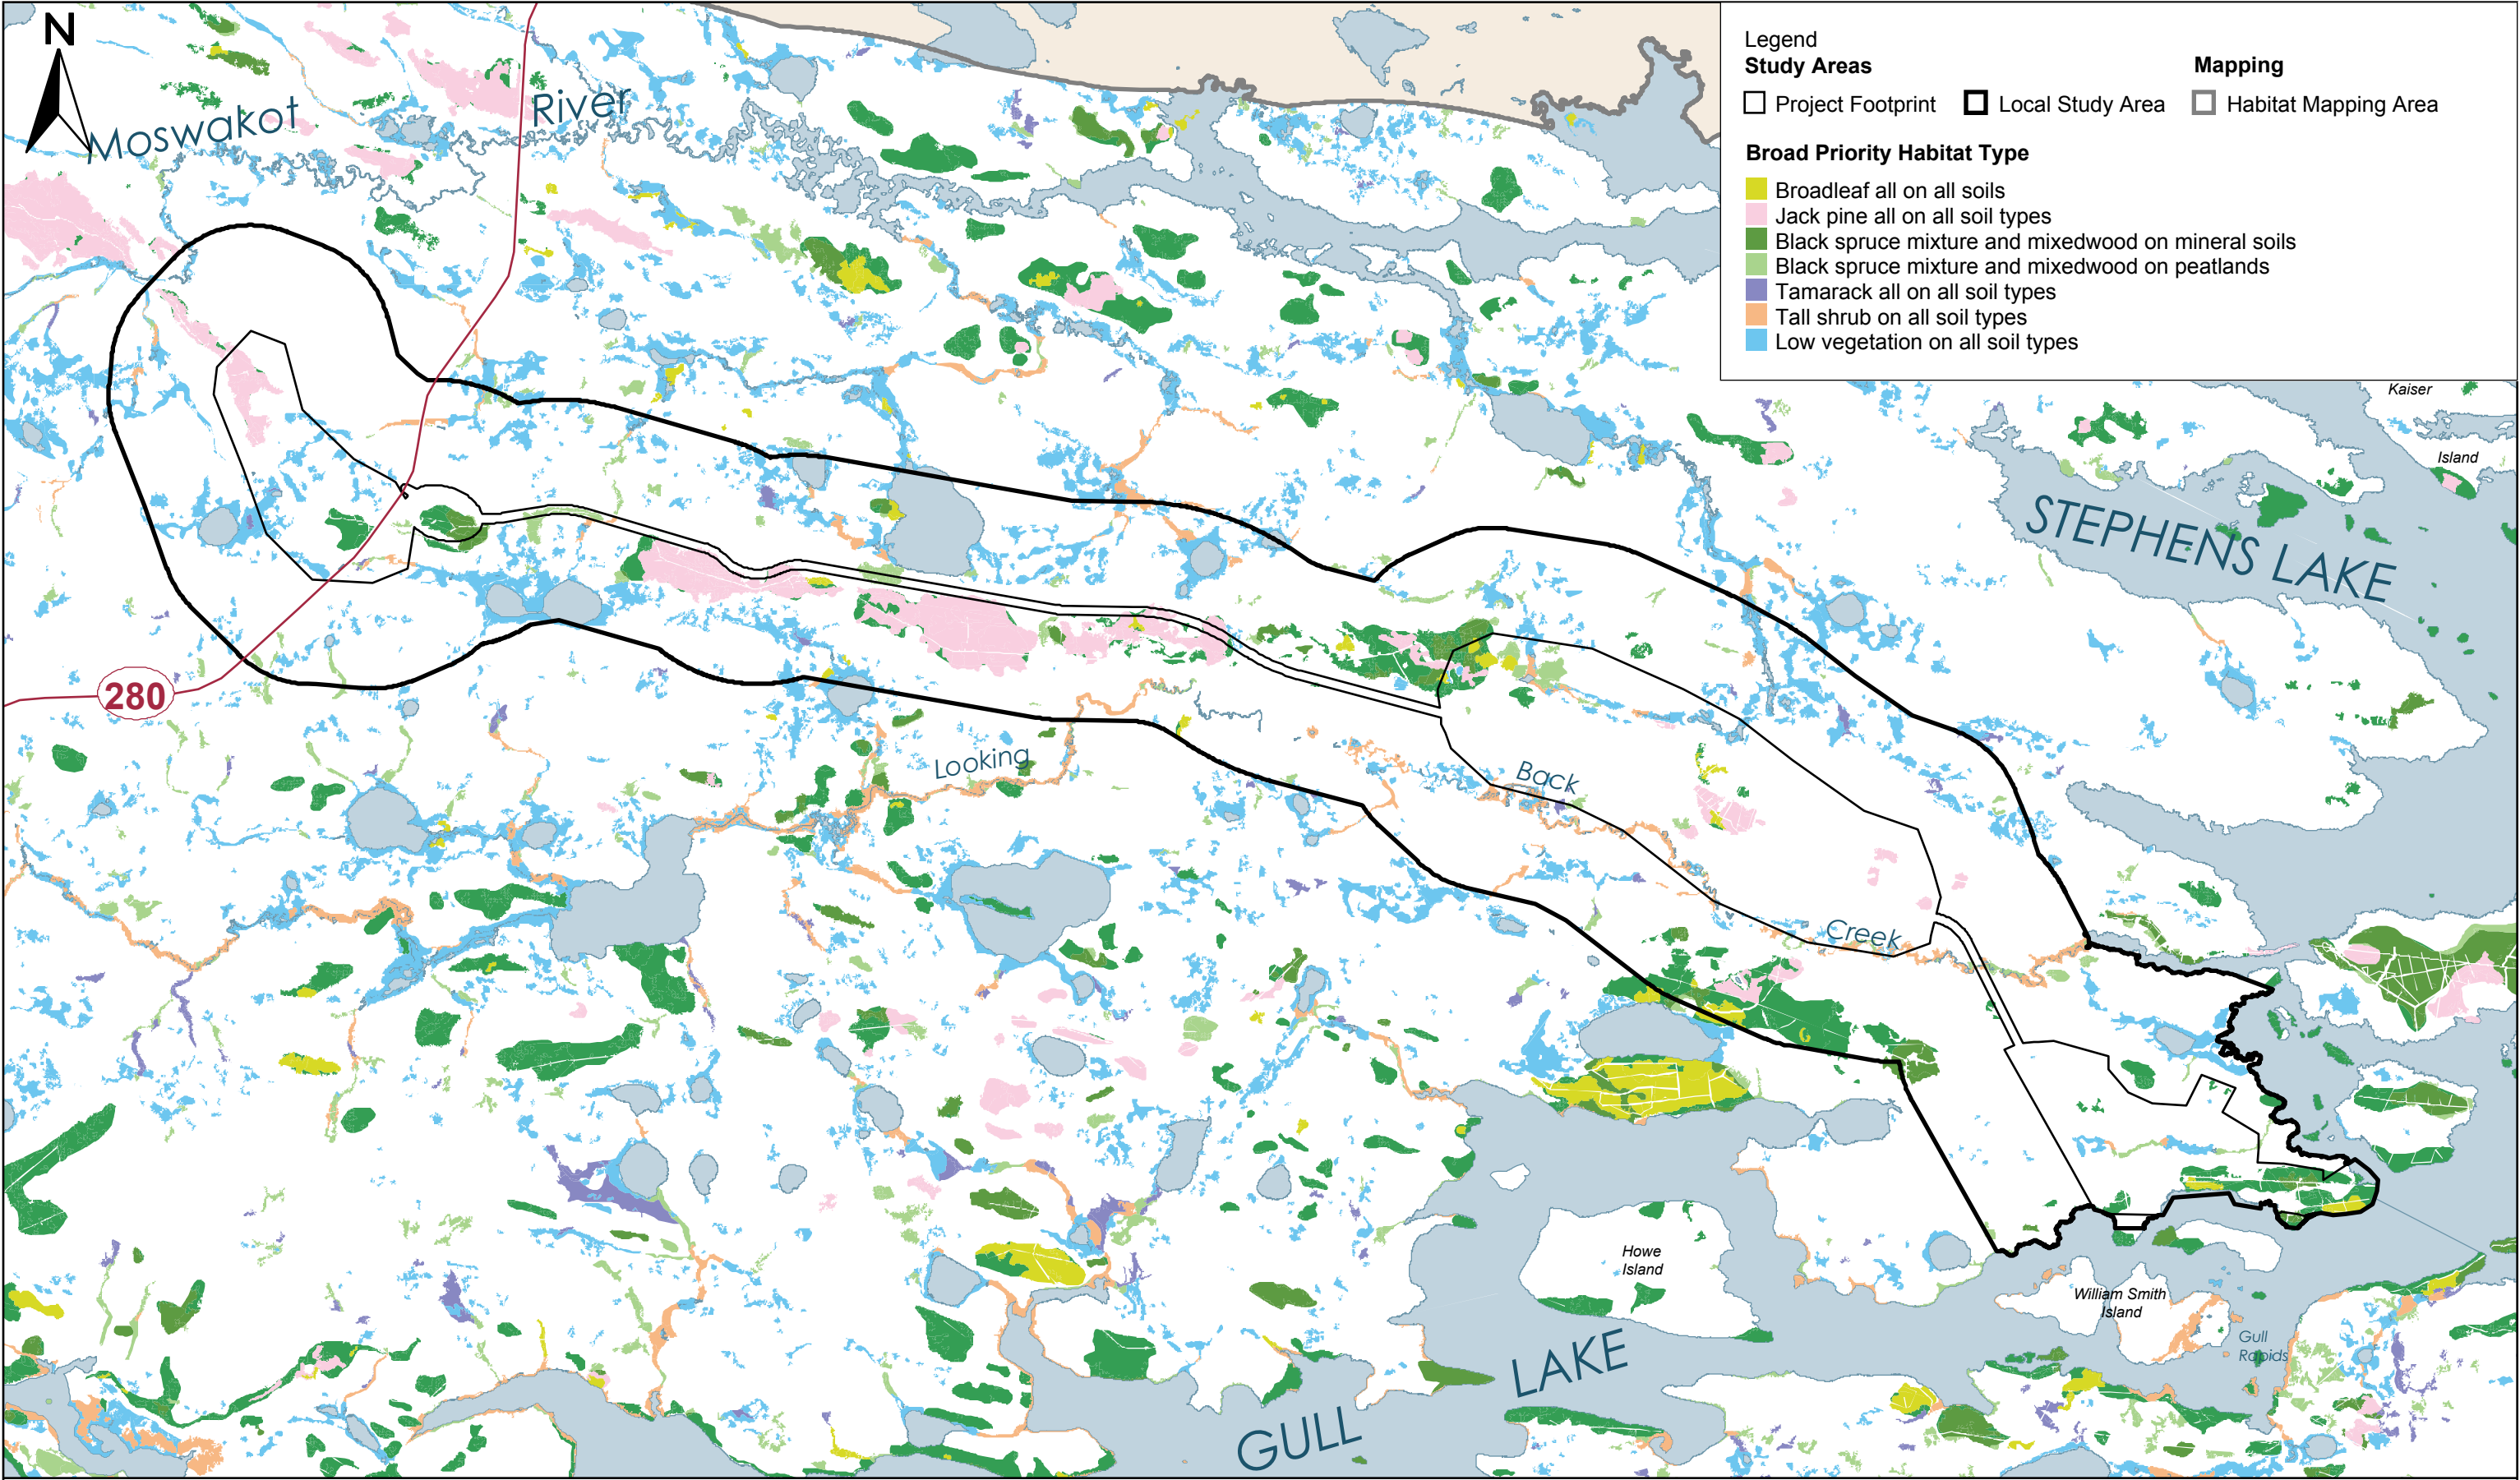 N
Moswakot River
Legend
Study Areas
Mapping
Project Footprint
Local Study Area
Habitat Mapping Area
Broad Priority Habitat Type
Broadleaf all on all soils
Jack pine all on all soil types
Black spruce mixture and mixedwood on mineral soils
Black spruce mixture and mixedwood on peatlands
Tamarack all on all soil types
Tall shrub on all soil types
Low vegetation on all soil types
Kaiser
Island
STEPHENS LAKE
280
Looking
Back
Creek
Howe
Island
William Smith
Island
Gull
Rapids
GULL LAKE